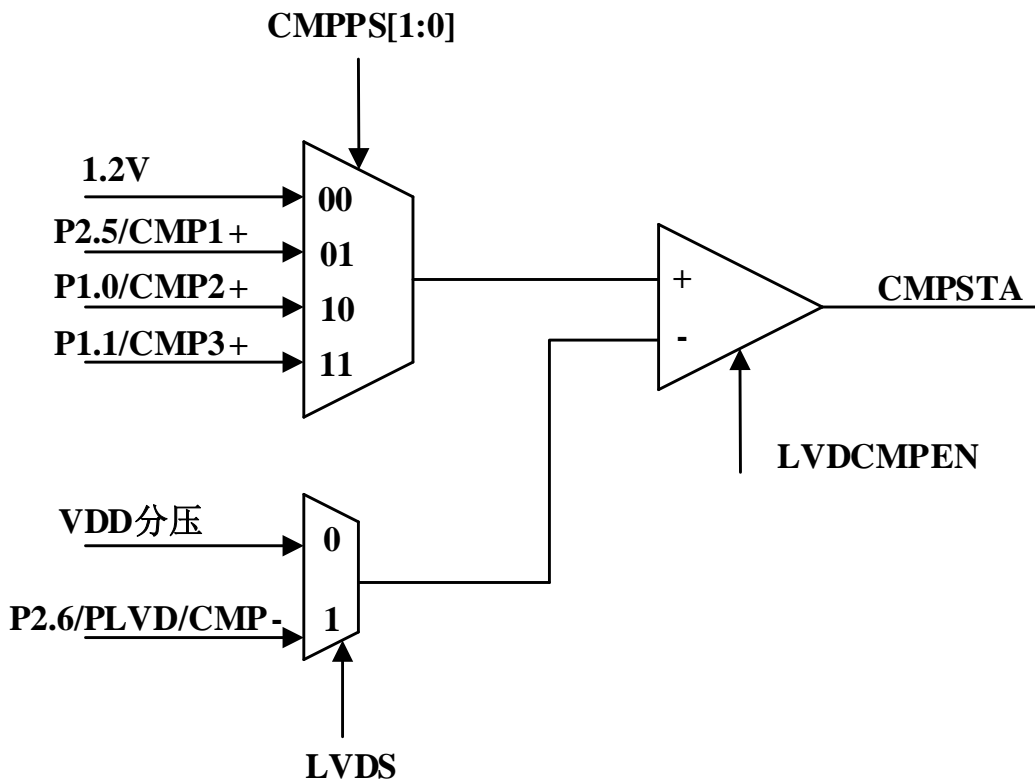 CMPPS[1:0]
1.2V
00
P2.5/CMP1+
01
P1.0/CMP2+
10
P1.1/CMP3+
11
+
-
CMPSTA
LVDCMPEN
VDD分压
0
P2.6/PLVD/CMP-
1
LVDS